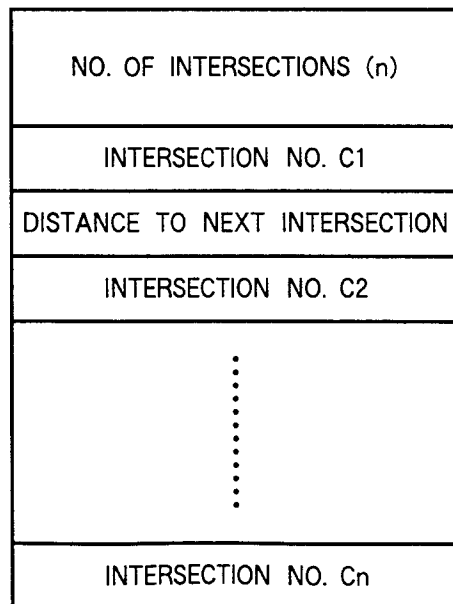 NO. OF INTERSECTIONS (n)
INTERSECTION NO. C1
DISTANCE TO NEXT INTERSECTION
INTERSECTION NO. C2
INTERSECTION NO. Cn